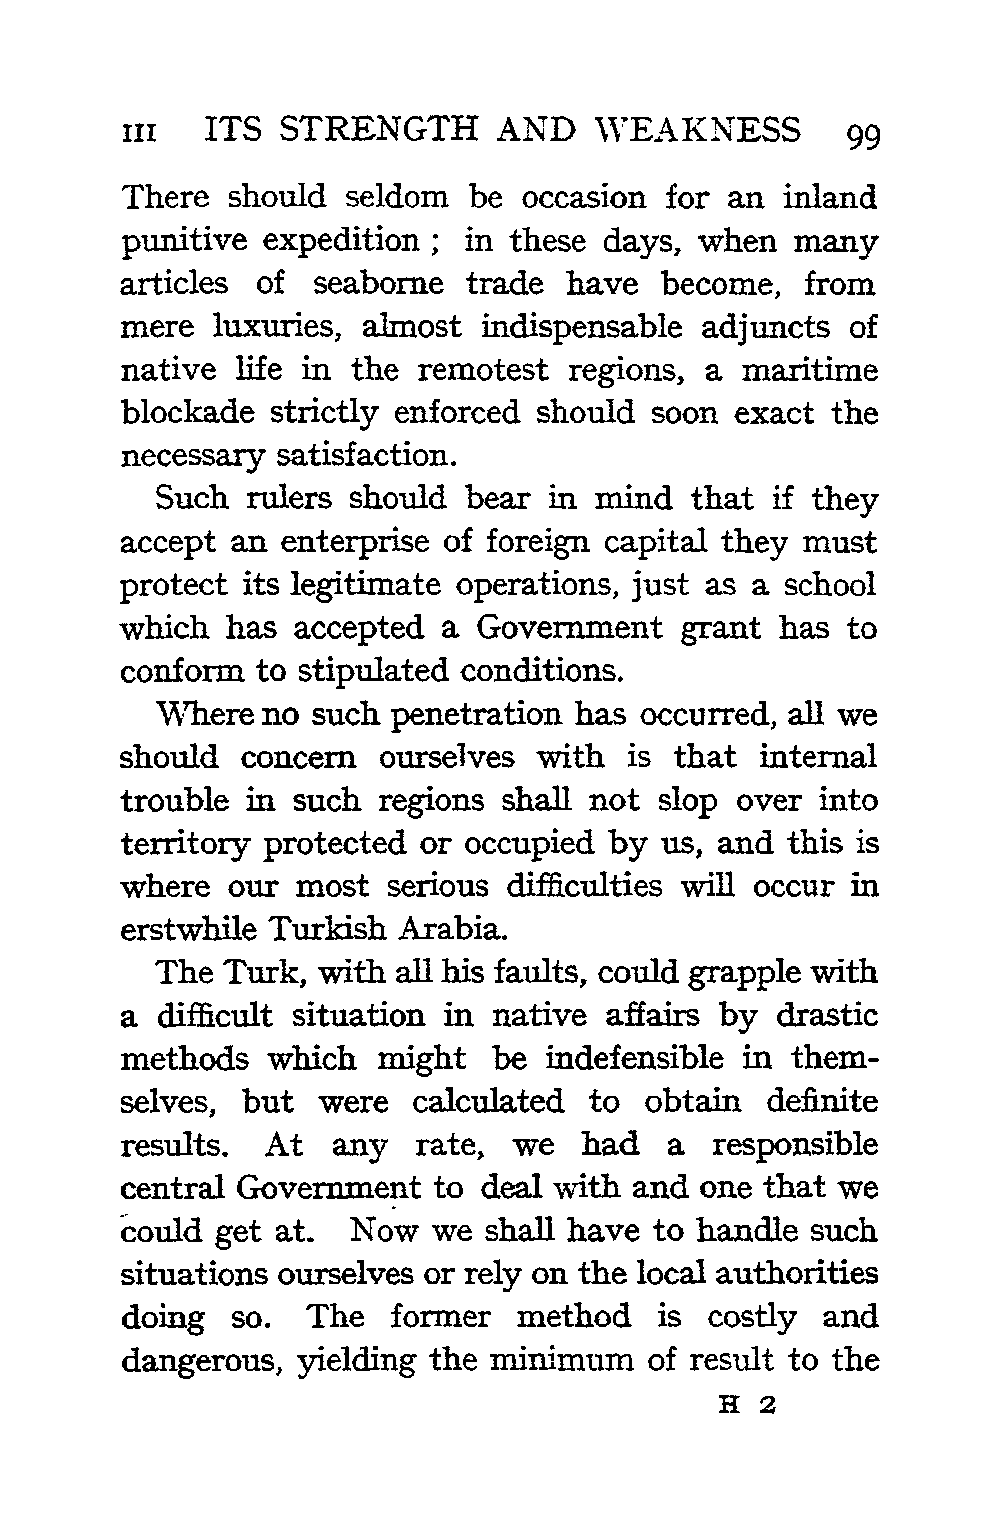 III ITS STRENGTH AND WEAKNESS 99
There should seldom be occasion for an inland
punitive expedition ; in these days, when many
articles of seaborne trade have become, from
mere luxuries, almost indispensable adjuncts of
native life in the remotest regions, a maritime
blockade strictly enforced should soon exact the
necessary satisfaction.
Such rulers should bear in mind that if they
accept an enterprise of foreign capital they must
protect its legitimate operations, just as a school
which has accepted a Government grant has to
conform to stipulated conditions.
Where no such penetration has occurred, all we
should concern ourselves with is that internal
trouble in such regions shall not slop over into
territory protected or occupied by us, and this is
where our most serious difficulties will occur in
erstwhile Turkish Arabia.
The Turk, with all his faults, could grapple with
a difficult situation in native affairs by drastic
methods which might be indefensible in them-
selves, but were calculated to obtain definite
results. At any rate, we had a responsible
central Government to deal with and one that we
could get at. Now we shall have to handle such
situations ourselves or rely on the local authorities
doing so. The former method is costly and
dangerous, yielding the minimum of result to the
H 2